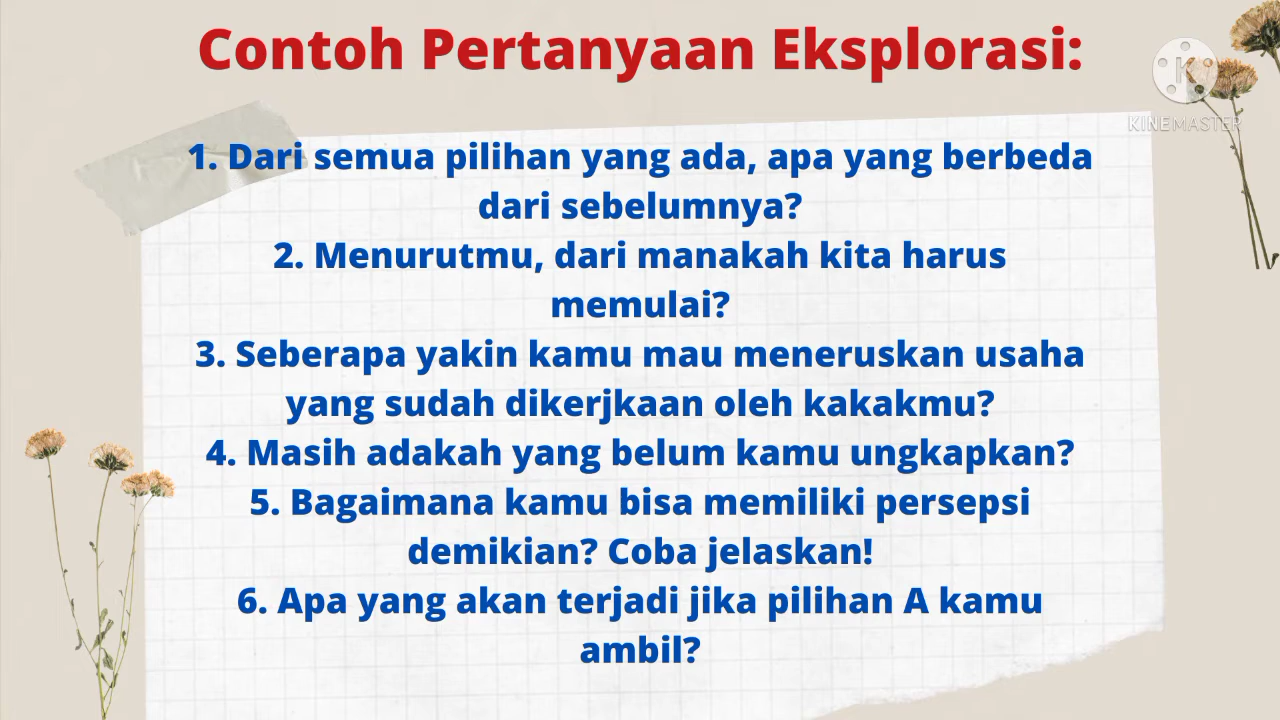 Contoh Pertanyaan Eksplorasi:
K
KINEMASTER
1. Dari semua pilihan yang ada, apa yang berbeda
dari sebelumnya?
2. Menurutmu, dari manakah kita harus
memulai?
3. Seberapa yakin kamu mau meneruskan usaha
yang sudah dikerjkaan oleh kakakmu?
4. Masih adakah yang belum kamu ungkapkan?
5. Bagaimana kamu bisa memiliki persepsi
demikian? Coba jelaskan!
6. Apa yang akan terjadi jika pilihan A kamu
ambil?